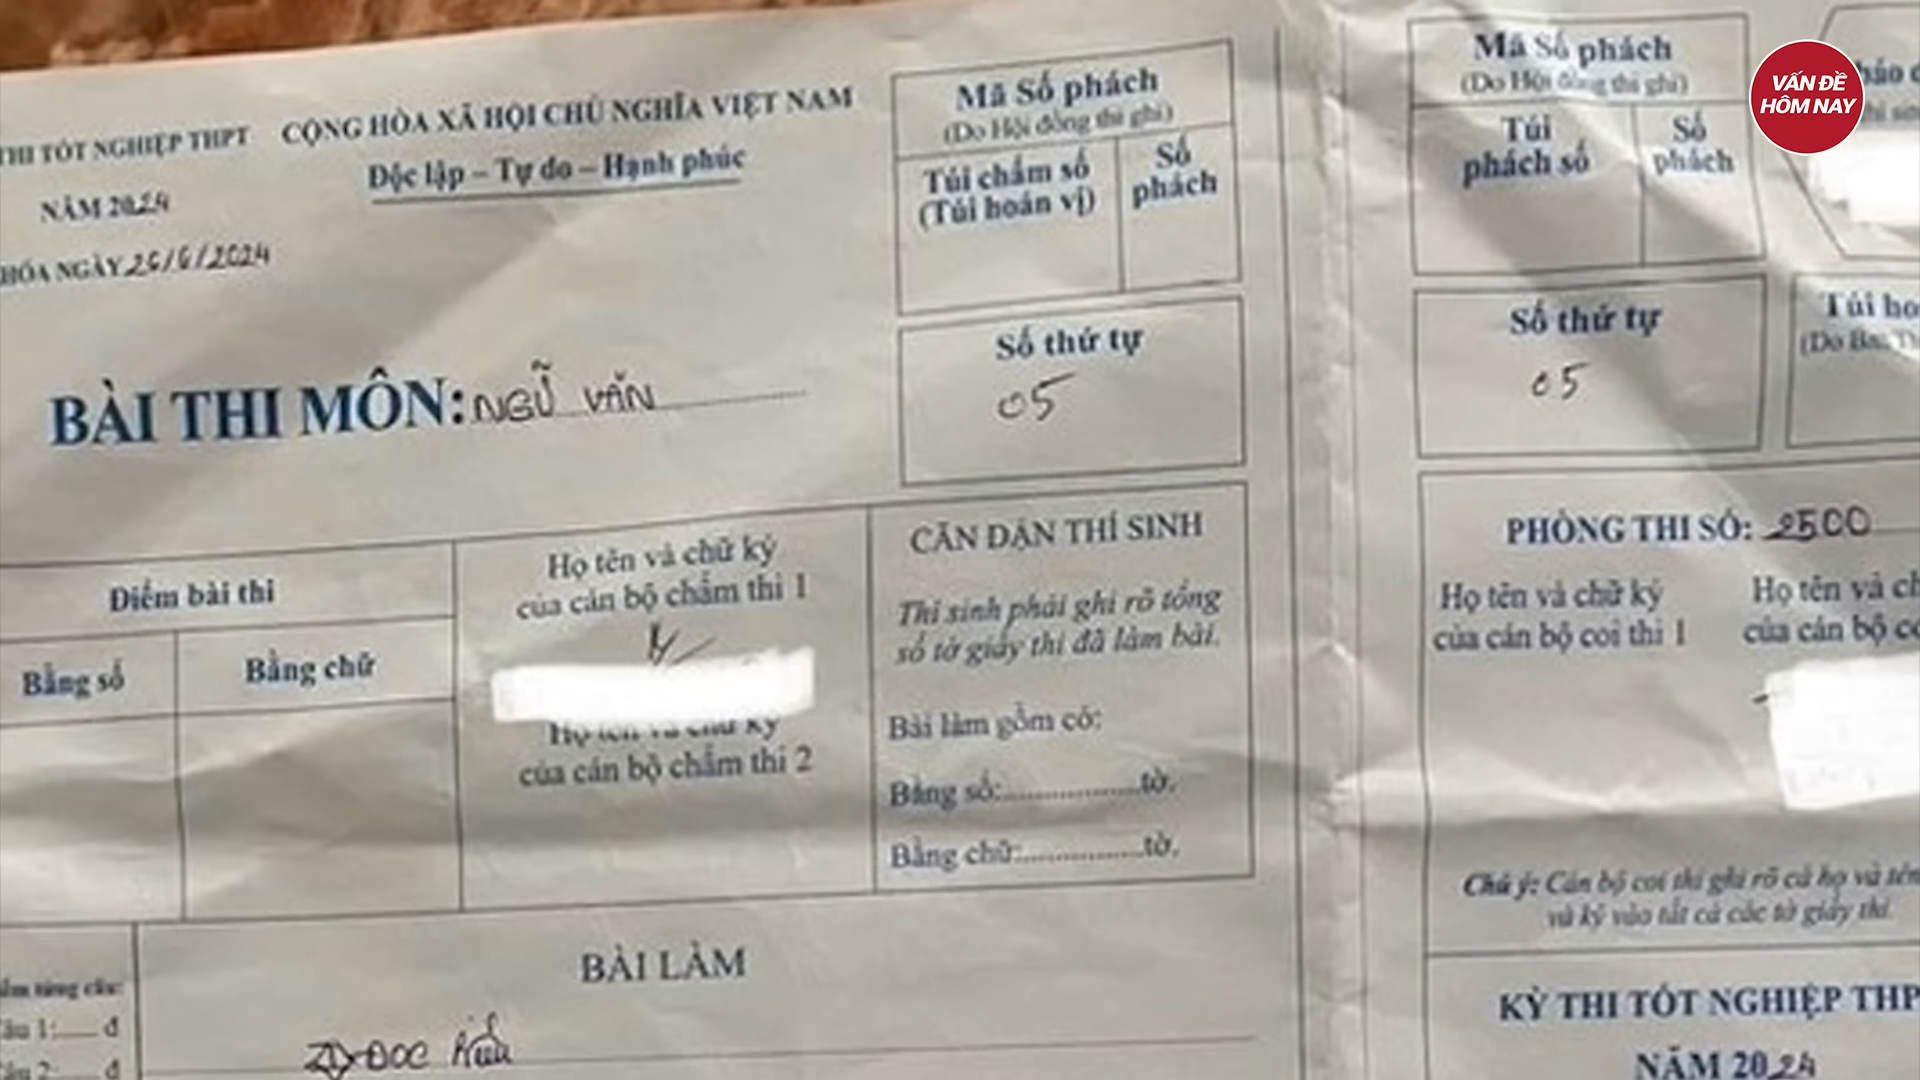 THI TỐT NGHIỆP THPT
NĂM 2024
HÓA NGÀY 26/6/2024
CỘNG HÒA XÃ HỘI CHỦ NGHĨA VIỆT NAM
Độc lập – Tự do – Hạnh phúc
Mã Số phách
(Do Hội đồng thi ghi)
Túi chấm số
(Túi hoán vị)
Số
phách
Số thứ tự
05
BÀI THI MÔN: NGỮ VĂN
Điểm bài thi
Bằng số
Bằng chữ
Họ tên và chữ ký
của cán bộ chấm thi 1
Họ tên và chữ ký
của cán bộ chấm thi 2
CĂN DẶN THÍ SINH
Thí sinh phải ghi rõ tổng
số tờ giấy thi đã làm bài.
Bài làm gồm có:
Bằng số:..................tờ.
Bằng chữ:.................tờ.
BÀI LÀM
từng câu:
Câu 1:..... đ
Câu 2:..... đ
I) ĐỌC hiểu
Mã Số phách
(Do Hội đồng thi ghi)
Túi
phách số
Số
phách
Số thứ tự
05
Túi
(Do
PHÒNG THI SỐ: 2500
Họ tên và chữ ký
của cán bộ coi thi 1
Họ tên và
của cán bộ
Chú ý: Cán bộ coi thi ghi rõ cả họ và tên
và ký vào tất cả các tờ giấy thi.
KỲ THI TỐT NGHIỆP THP
NĂM 2024
VẤN ĐỀ
HÔM NAY